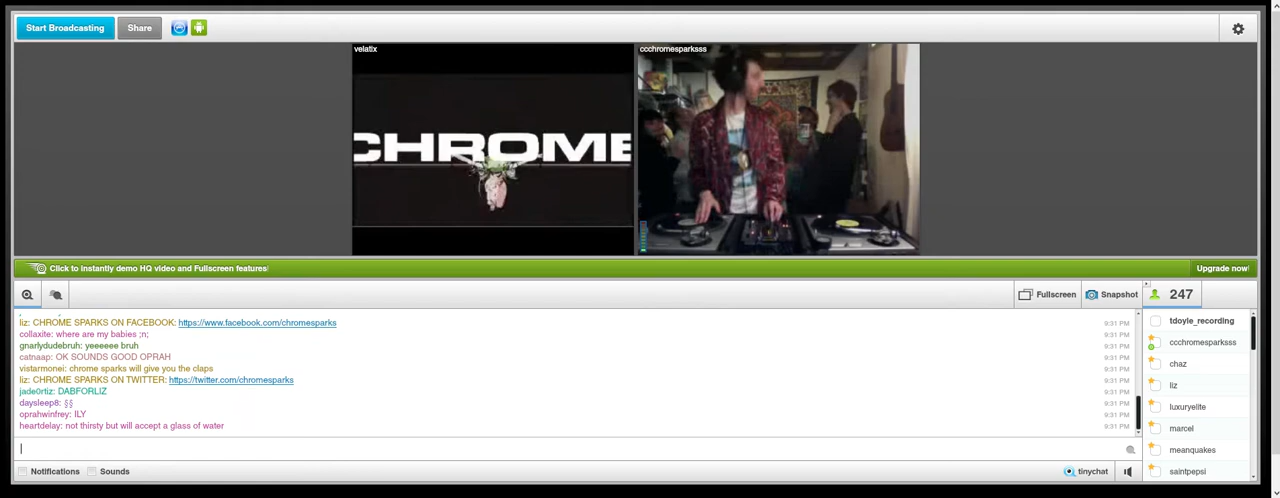 Start Broadcasting
Share
velatix
ccchromesparksss
CHROME
Click to instantly demo HQ video and Fullscreen features!
Upgrade now!
Fullscreen
Snapshot
247
liz: CHROME SPARKS ON FACEBOOK: https://www.facebook.com/chromesparks 9:31 PM
collaxite: where are my babies ;n; 9:31 PM
gnarlydudebruh: yeeeeee bruh 9:31 PM
catnaap: OK SOUNDS GOOD OPRAH 9:31 PM
vistarmonei: chrome sparks will give you the claps 9:31 PM
liz: CHROME SPARKS ON TWITTER: https://twitter.com/chromesparks 9:31 PM
jade0rtiz: DABFORLIZ 9:31 PM
daysleep8: §§ 9:31 PM
oprahwinfrey: ILY 9:31 PM
heartdelay: not thirsty but will accept a glass of water 9:31 PM
tdoyle_recording
ccchromesparksss
chaz
liz
luxuryelite
marcel
meanquakes
saintpepsi
Notifications
Sounds
tinychat